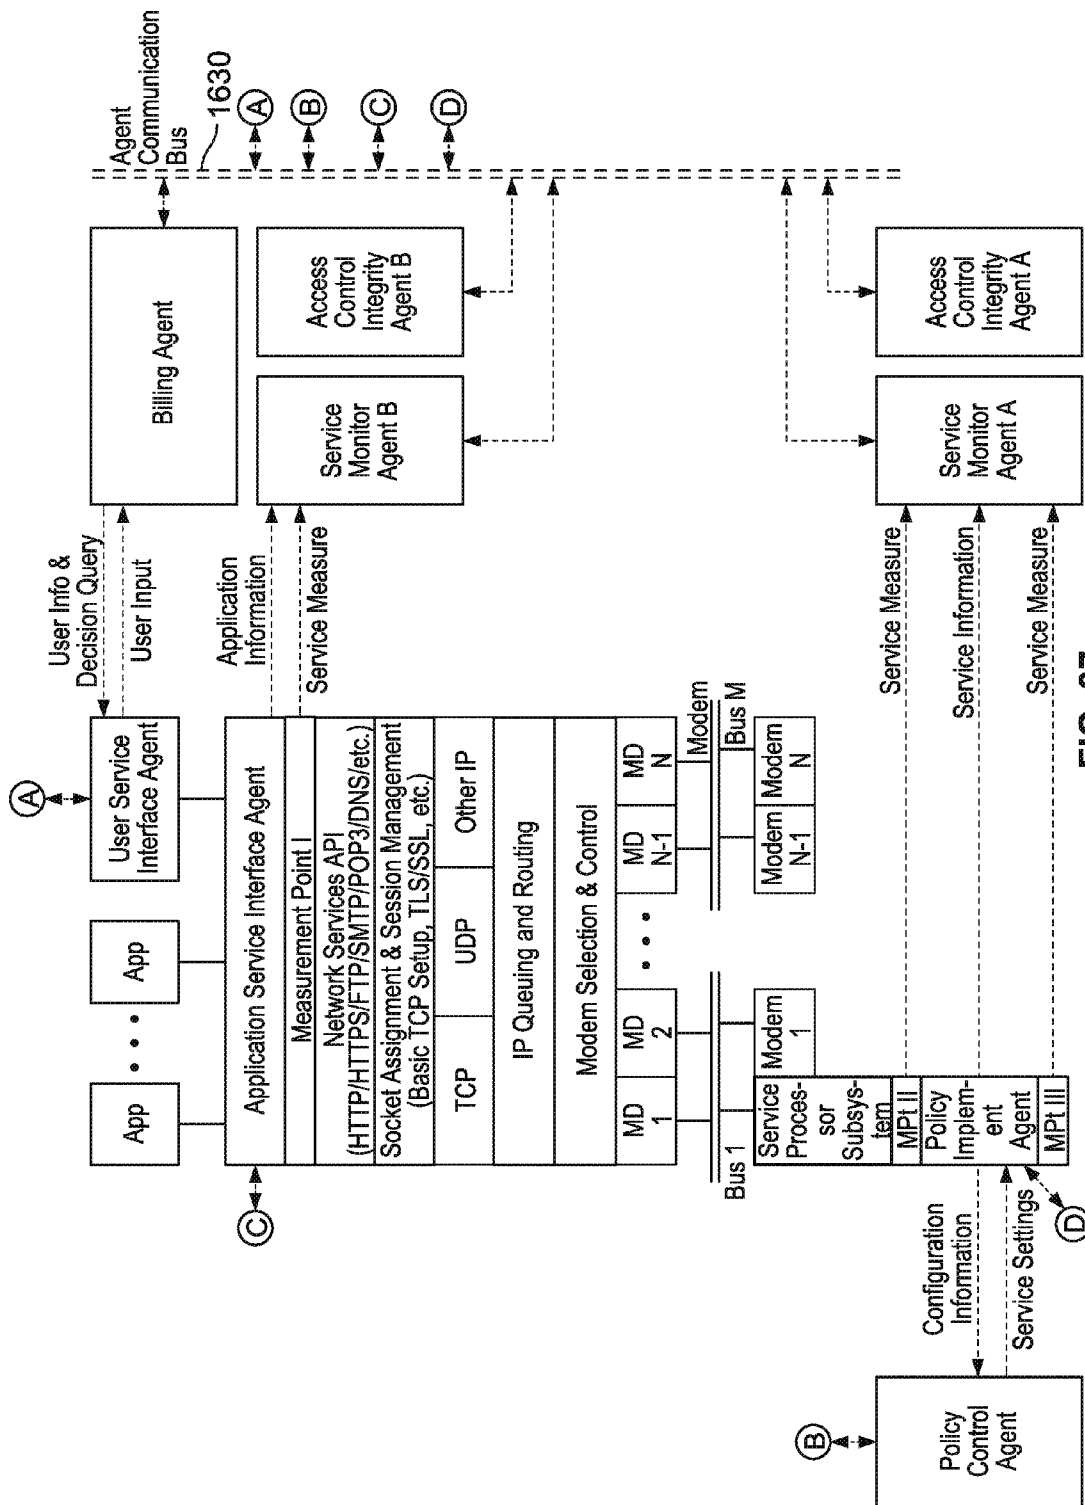 A
App
App
User Service
Interface Agent
User Info &
Decision Query
User Input
Billing Agent
Agent
Communication
Bus
1630
C
Application Service Interface Agent
Measurement Point I
Network Services API
(HTTP/HTTPS/FTP/SMTP/POP3/DNS/etc.)
Socket Assignment & Session Management
(Basic TCP Setup, TLS/SSL, etc.)
TCP
UDP
Other IP
IP Queuing and Routing
Modem Selection & Control
MD
1
MD
2
MD
N-1
MD
N
Application
Information
Service Measure
Service
Monitor
Agent B
Access
Control
Integrity
Agent B
A
B
C
D
Bus 1
Modem
Bus M
Service
Proces-
sor
Subsys-
tem
Modem
1
Modem
N-1
Modem
N
MPt II
Policy
Implem-
ent
Agent
MPt III
B
Policy
Control
Agent
Configuration
Information
Service Settings
D
Service Measure
Service Information
Service Measure
Service
Monitor
Agent A
Access
Control
Integrity
Agent A